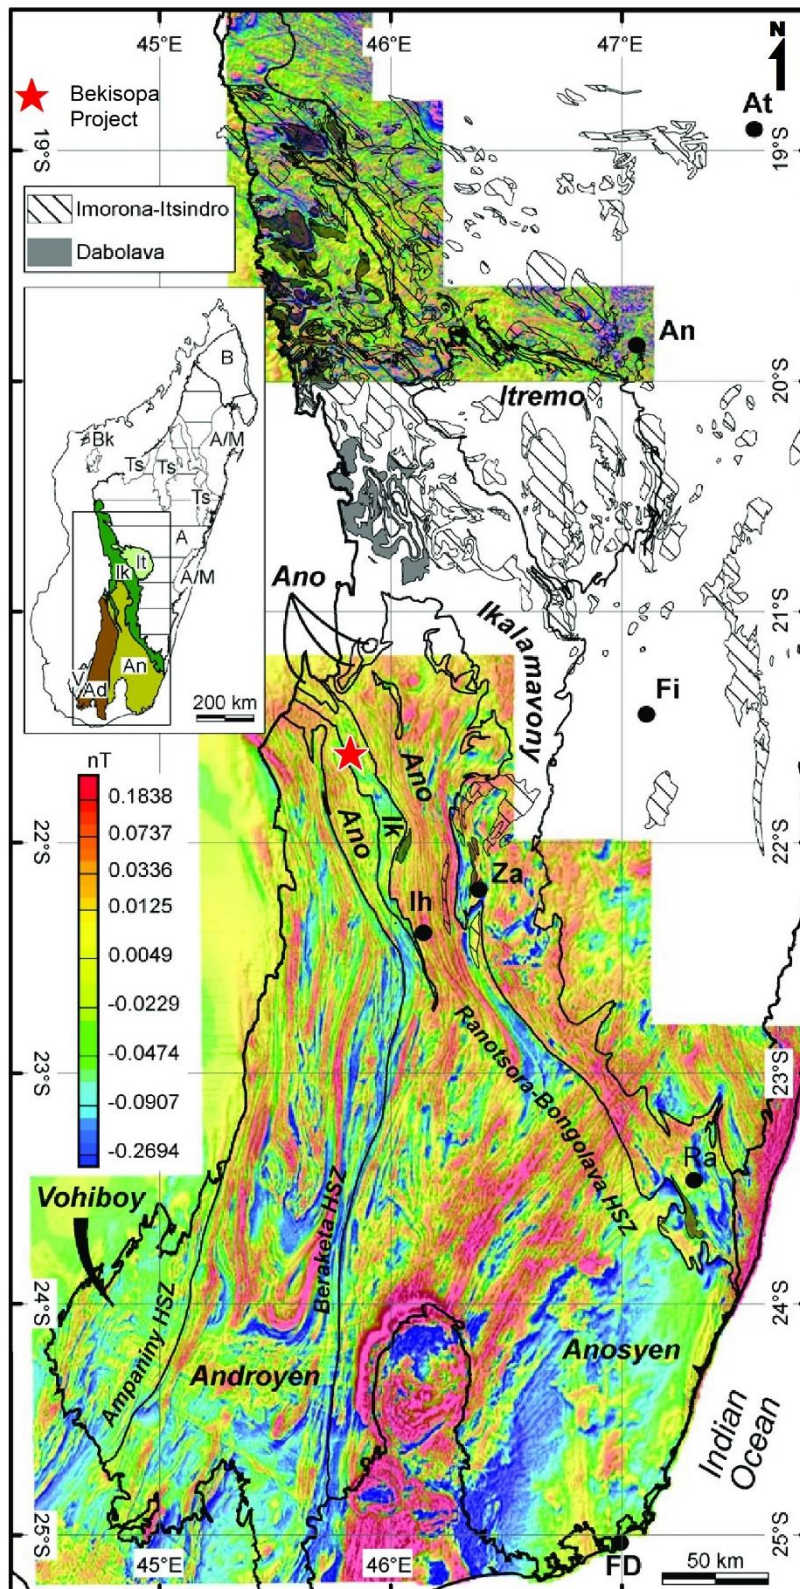 45°E
46°E
47°E
N
Bekisopa
Project
At
19°S
19°S
Imorona-Itsindro
Dabolava
An
20°S
Itremo
B
Bk
A/M
Ts
Ts
Ts
A
It
Ik
A/M
An
V
Ad
200 km
Ano
21°S
Ikalamavony
Fi
nT
0.1838
0.0737
0.0336
0.0125
0.0049
-0.0229
-0.0474
-0.0907
-0.2694
Ano
Ano
Ik
22°S
22°S
Za
Ih
Ranotsora-Bongolava HSZ
23°S
23°S
Ra
Vohiboy
Beraketa HSZ
24°S
24°S
Ampaniny HSZ
Androyen
Anosyen
Indian
Ocean
25°S
25°S
45°E
46°E
FD
50 km